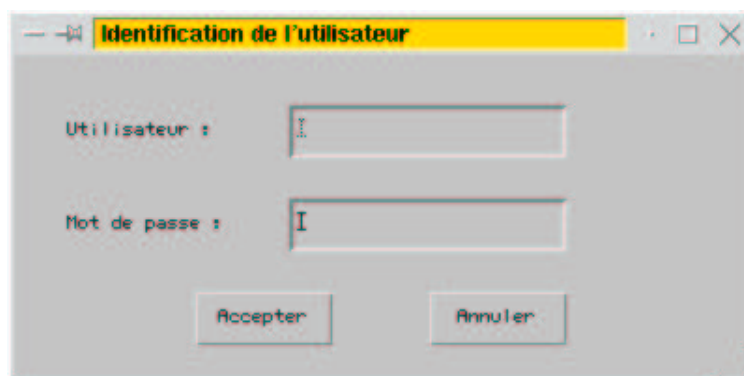 Identification de l'utilisateur
Utilisateur :
Mot de passe :
Accepter Annuler